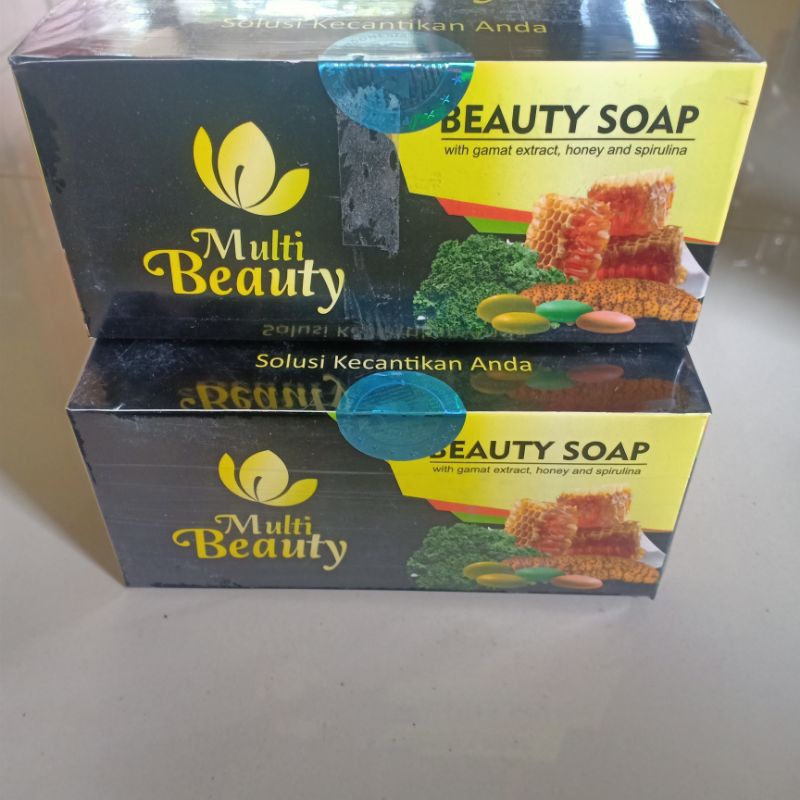 Solusi Kecantikan Anda
BEAUTY SOAP
with gamat extract, honey and spirulina
Multi
Beauty
Solusi Kecantikan Anda
BEAUTY SOAP
with gamat extract, honey and spirulina
Multi
Beauty